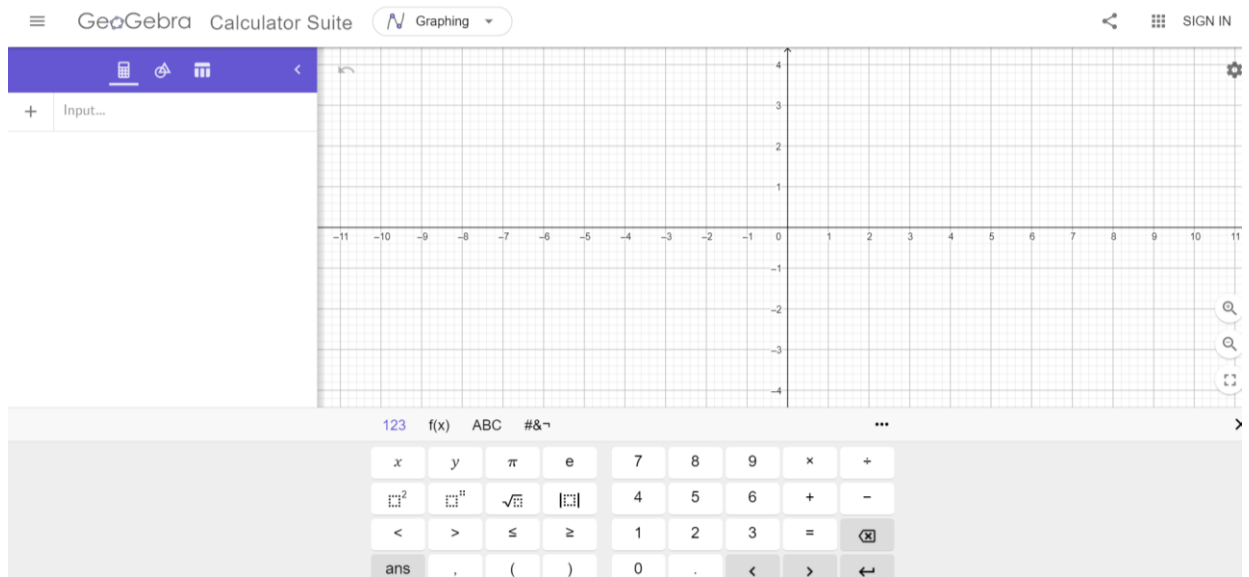 GeoGebra Calculator Suite Graphing SIGN IN
+ Input...
4
3
2
1
−11 −10 −9 −8 −7 −6 −5 −4 −3 −2 −1 0 1 2 3 4 5 6 7 8 9 10 11
−1
−2
−3
−4
123 f(x) ABC #&¬ ...
x y π e 7 8 9 × ÷
² √ 4 5 6 + −
< > ≤ ≥ 1 2 3 =
ans , ( ) 0 . < >